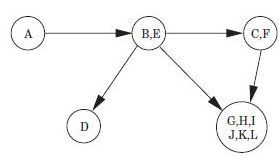 A
B,E
C,F
D
G,H,I
J,K,L